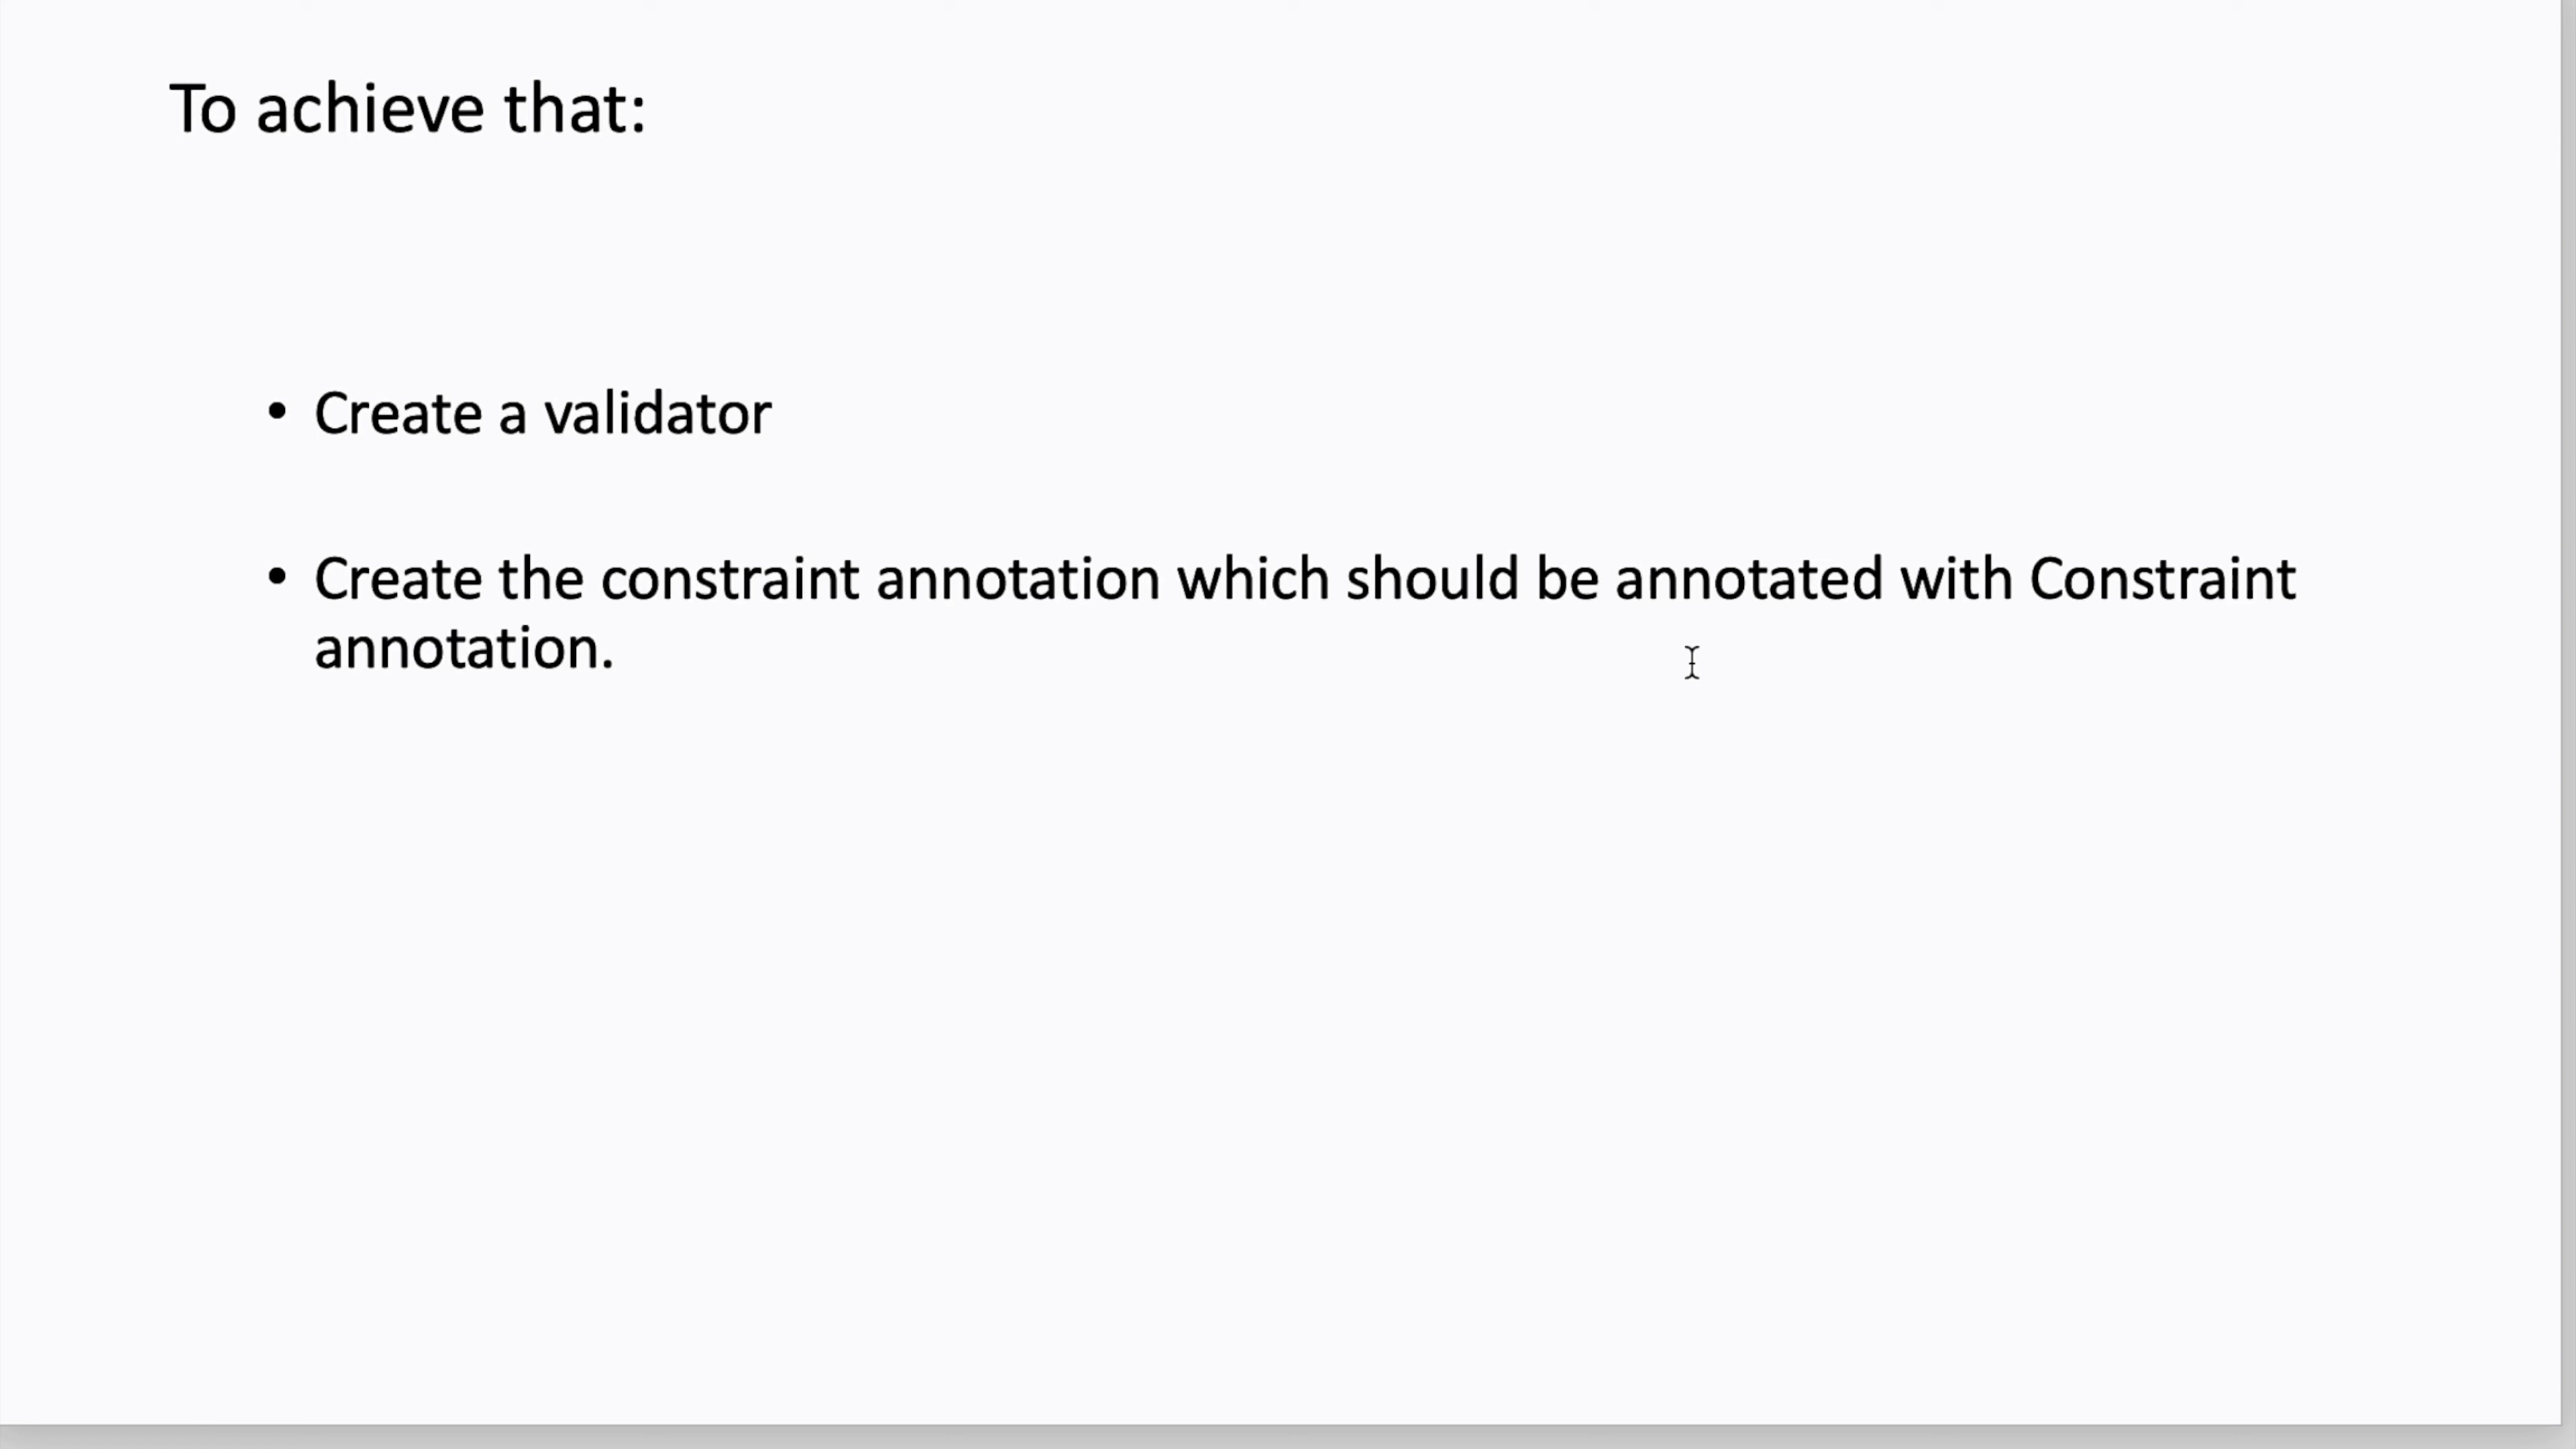 To achieve that:
• Create a validator
• Create the constraint annotation which should be annotated with Constraint
annotation.